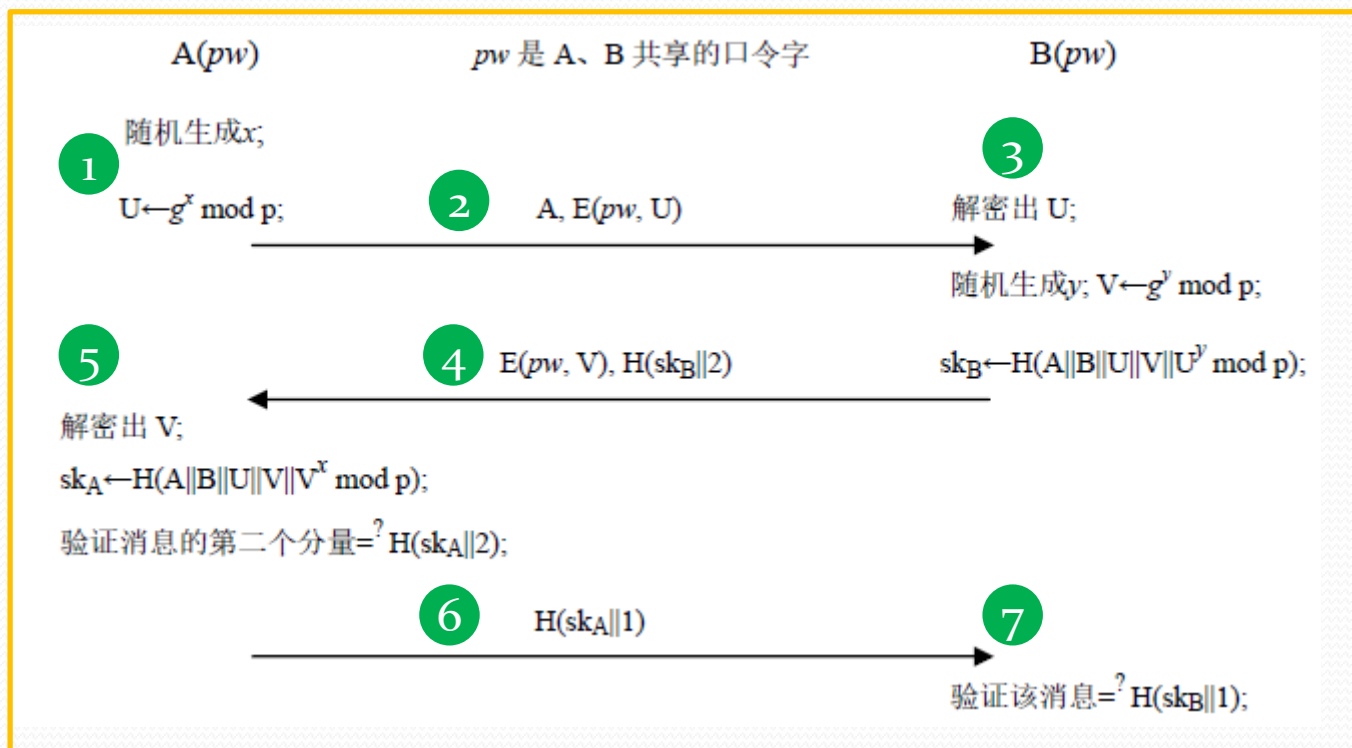 A(pw) pw 是 A、B 共享的口令字 B(pw)
随机生成x;
1 3
U←g^x mod p; 2 A, E(pw, U) 解密出 U;
随机生成y; V←g^y mod p;
5 4 E(pw, V), H(sk_B||2) sk_B←H(A||B||U||V||U^y mod p);
解密出 V;
sk_A←H(A||B||U||V||V^x mod p);
验证消息的第二个分量=^? H(sk_A||2);
6 H(sk_A||1) 7
验证该消息=^? H(sk_B||1);